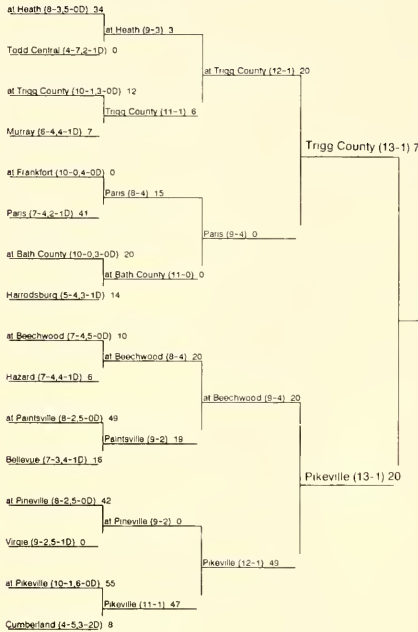 at Heath (8-3,5-0D) 34
at Heath (9-3) 3
Todd Central (4-7,2-1D) 0
at Trigg County (12-1) 20
at Trigg County (10-1,3-0D) 12
Trigg County (11-1) 6
Murray (6-4,4-1D) 7
Trigg County (13-1) 7
at Frankfort (10-0,4-0D) 0
Paris (8-4) 15
Paris (7-4,2-1D) 41
Paris (9-4) 0
at Bath County (10-0,3-0D) 20
at Bath County (11-0) 0
Harrodsburg (5-4,3-1D) 14
at Beechwood (7-4,5-0D) 10
at Beechwood (8-4) 20
Hazard (7-4,4-1D) 6
at Beechwood (9-4) 20
at Paintsville (8-2,5-0D) 49
Paintsville (9-2) 19
Bellevue (7-3,4-1D) 16
Pikeville (13-1) 20
at Pineville (8-2,5-0D) 42
at Pineville (9-2) 0
Virgie (9-2,5-1D) 0
Pikeville (12-1) 49
at Pikeville (10-1,6-0D) 55
Pikeville (11-1) 47
Cumberland (4-5,3-2D) 8